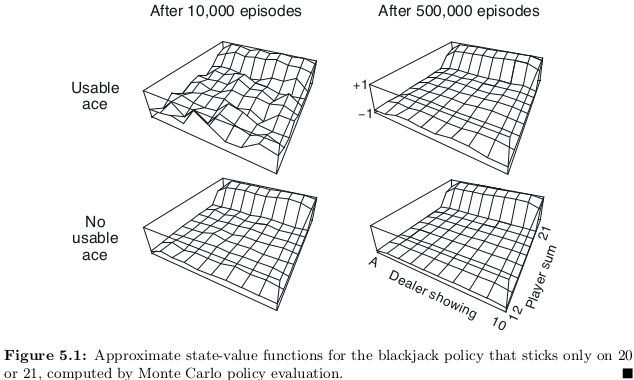 After 10,000 episodes
After 500,000 episodes
Usable
ace
+1
−1
No
usable
ace
A
Dealer showing
10
12
Player sum
21
Figure 5.1: Approximate state-value functions for the blackjack policy that sticks only on 20
or 21, computed by Monte Carlo policy evaluation.